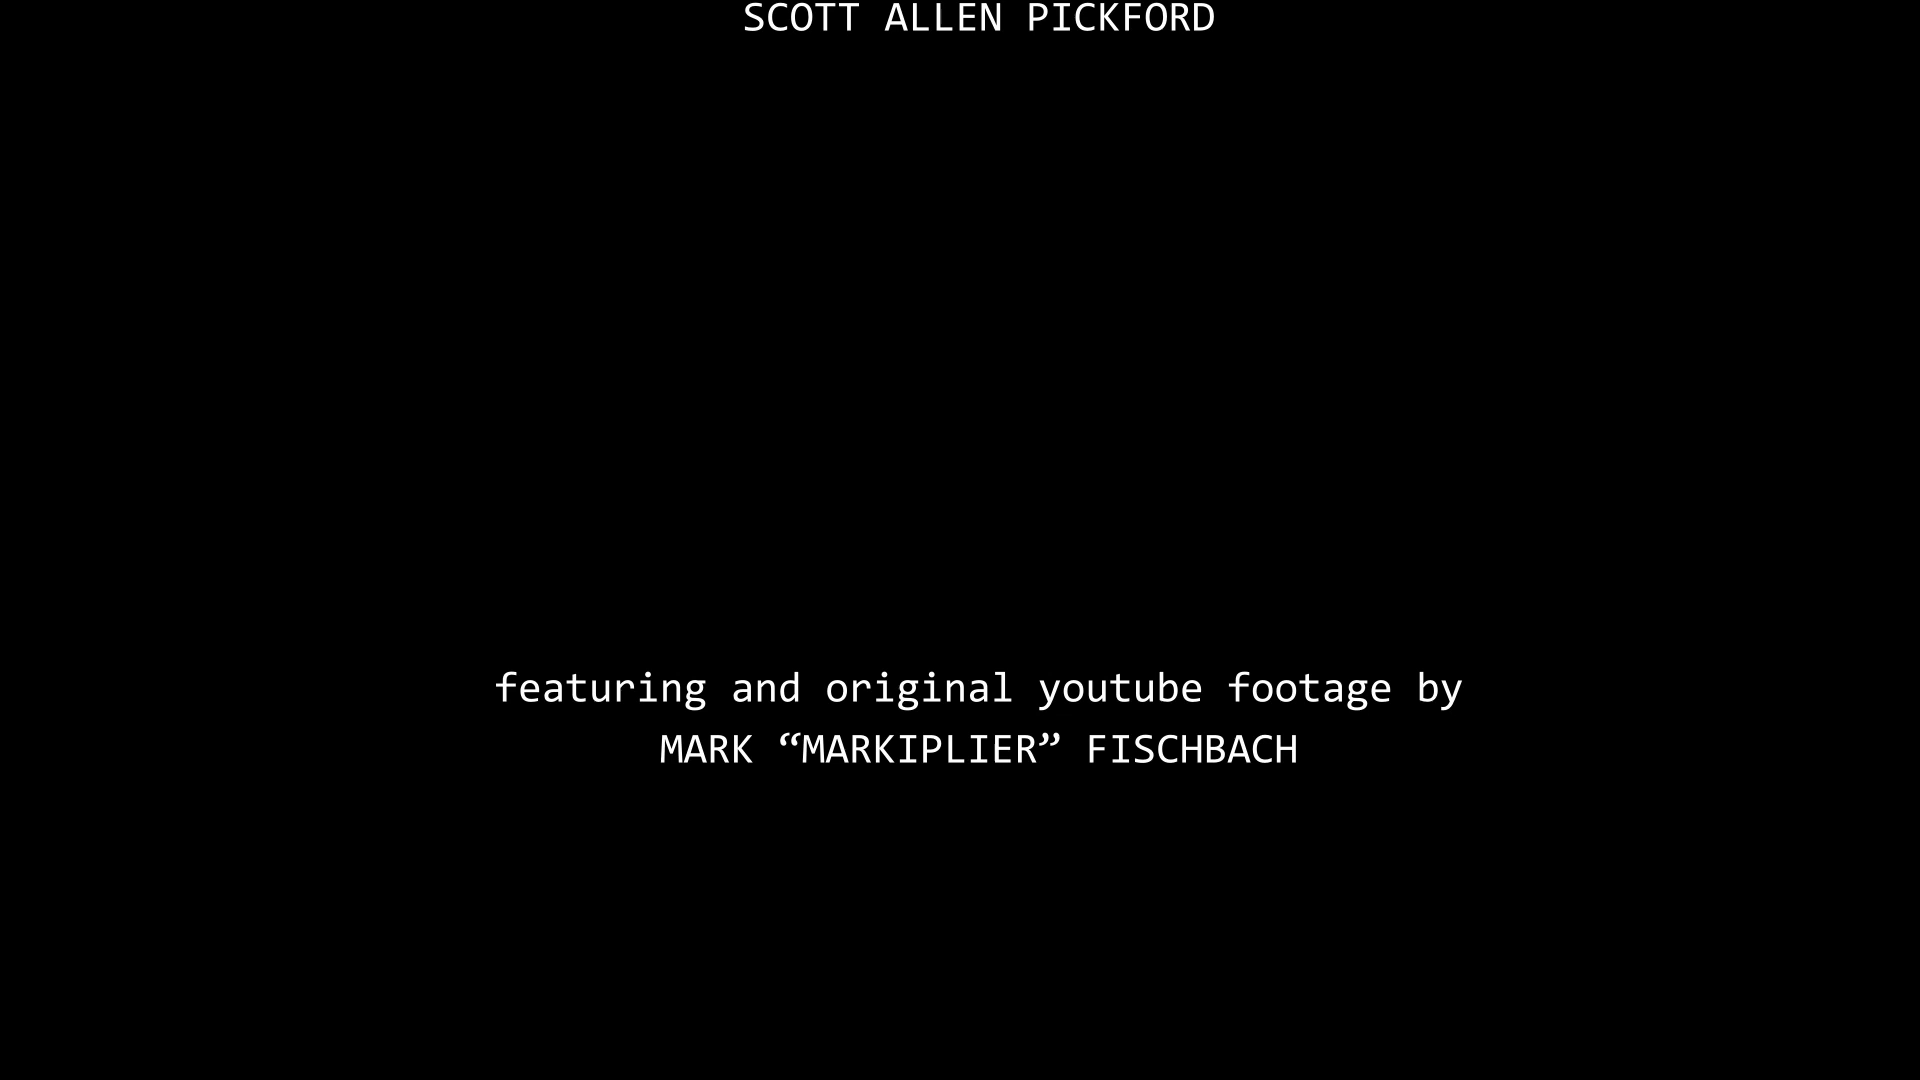 SCOTT ALLEN PICKFORD
featuring and original youtube footage by
MARK “MARKIPLIER” FISCHBACH